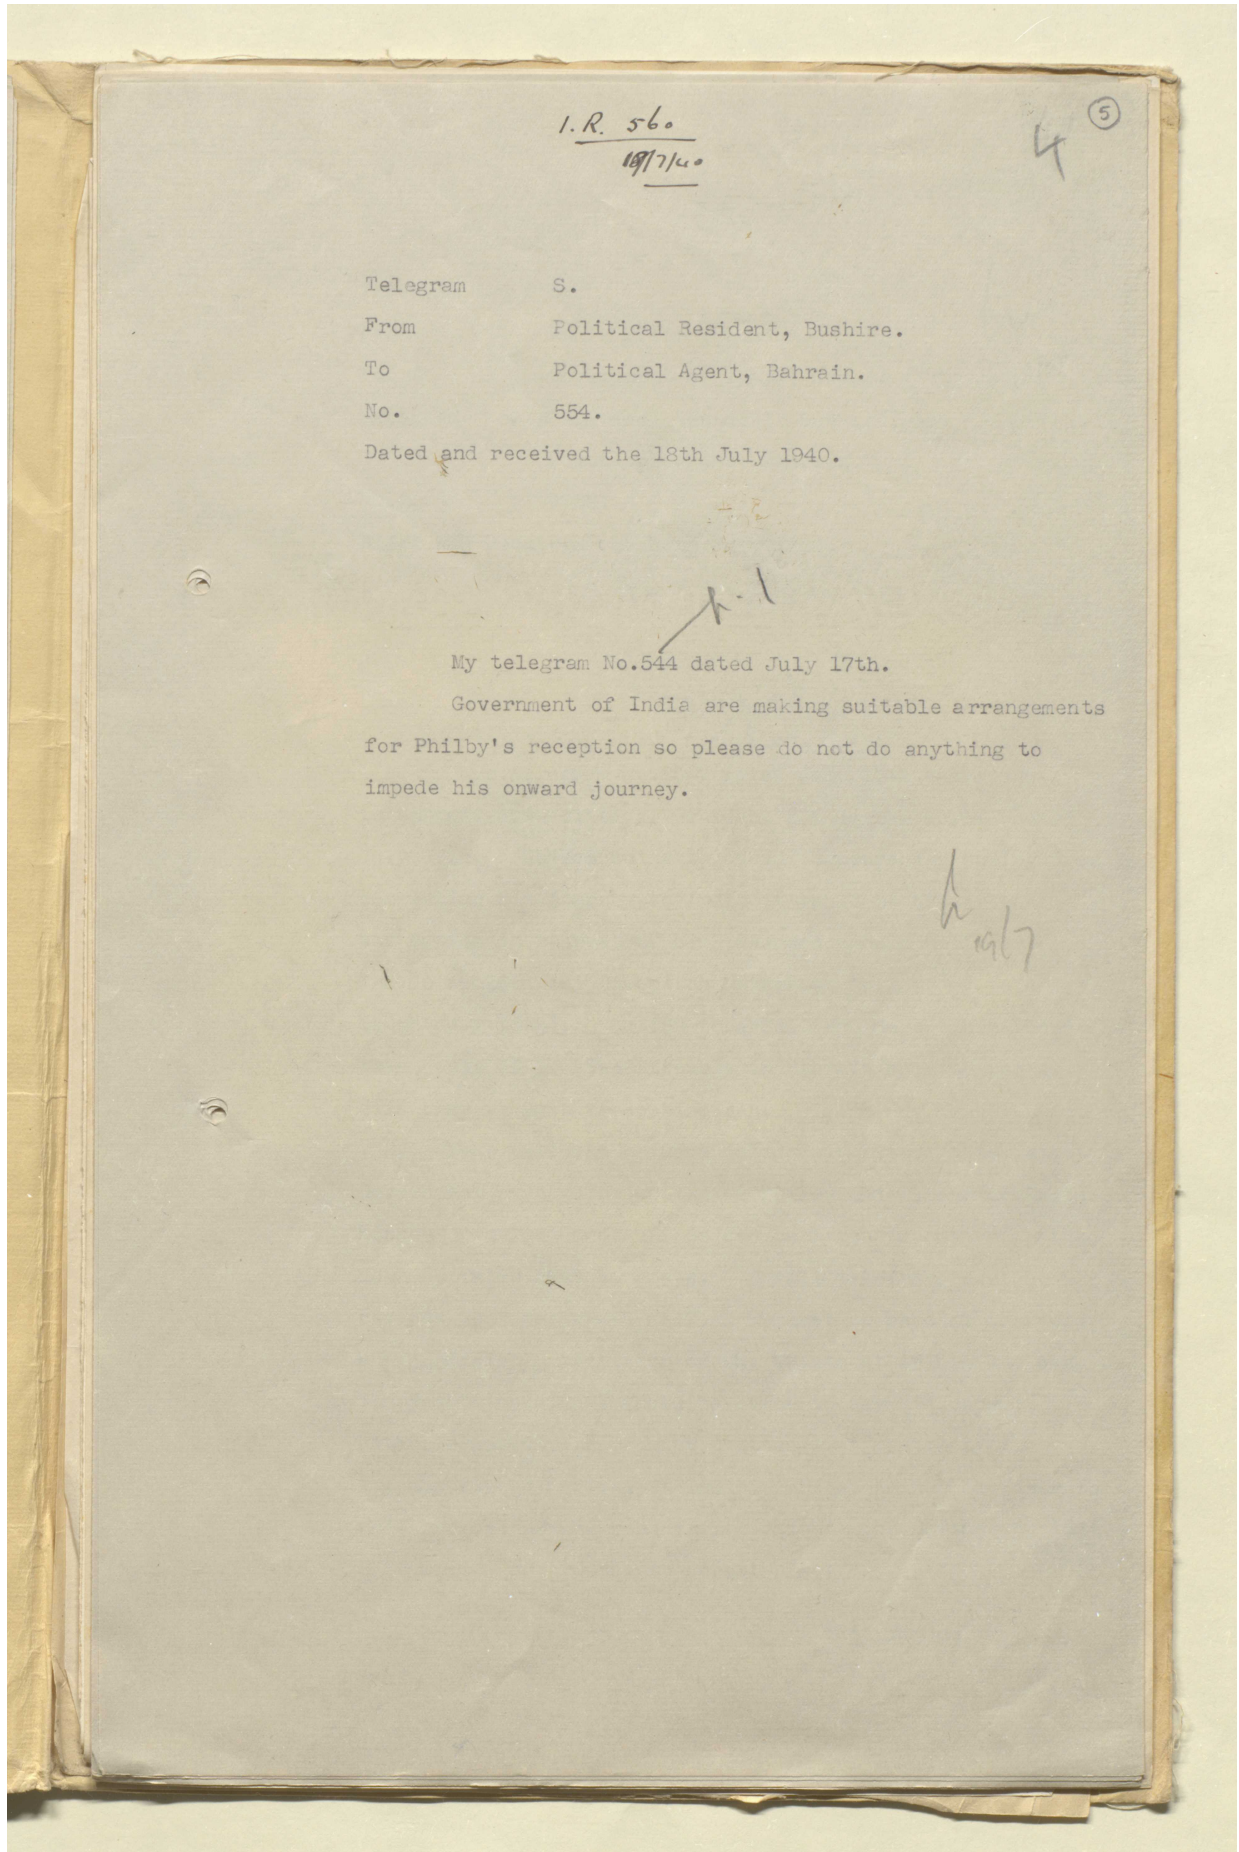 I.R. 560
18/7/40
5
4
Telegram S.
From Political Resident, Bushire.
To Political Agent, Bahrain.
No. 554.
Dated and received the 18th July 1940.
p. 1
My telegram No.544 dated July 17th.
Government of India are making suitable arrangements
for Philby's reception so please do not do anything to
impede his onward journey.
19/7